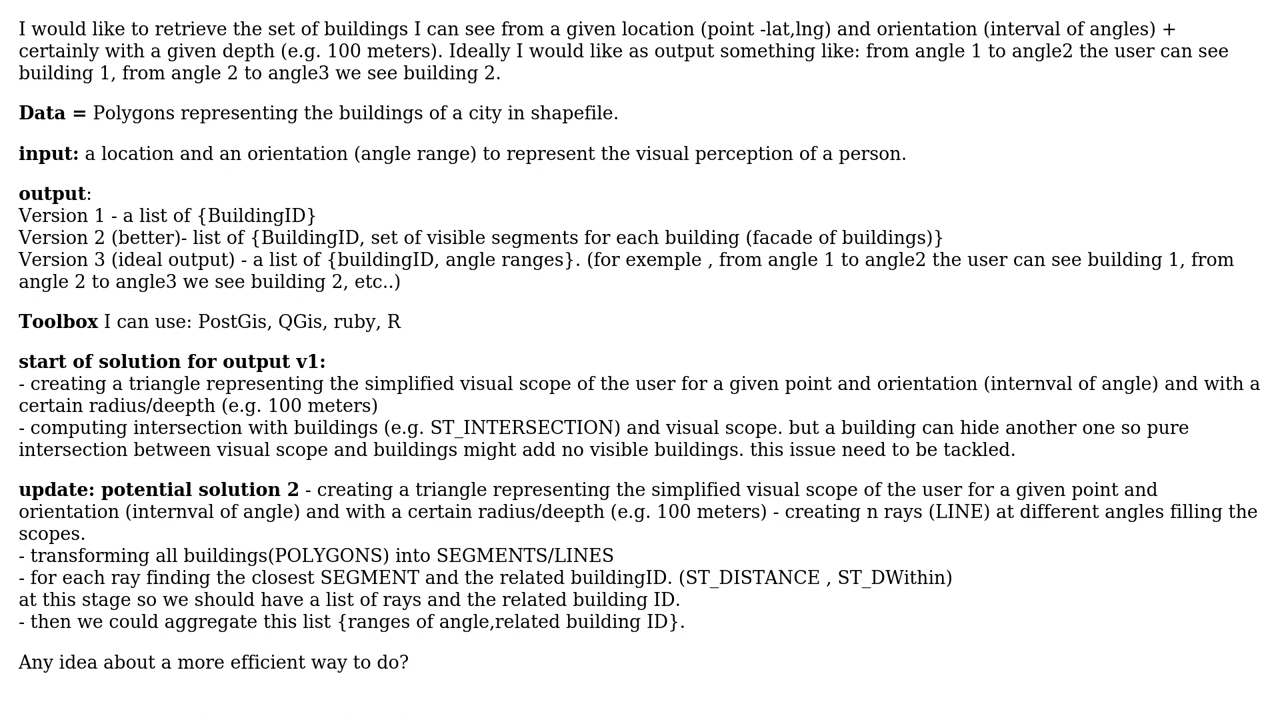 I would like to retrieve the set of buildings I can see from a given location (point -lat,lng) and orientation (interval of angles) +
certainly with a given depth (e.g. 100 meters). Ideally I would like as output something like: from angle 1 to angle2 the user can see
building 1, from angle 2 to angle3 we see building 2.
Data = Polygons representing the buildings of a city in shapefile.
input: a location and an orientation (angle range) to represent the visual perception of a person.
output:
Version 1 - a list of {BuildingID}
Version 2 (better)- list of {BuildingID, set of visible segments for each building (facade of buildings)}
Version 3 (ideal output) - a list of {buildingID, angle ranges}. (for exemple , from angle 1 to angle2 the user can see building 1, from
angle 2 to angle3 we see building 2, etc..)
Toolbox I can use: PostGis, QGis, ruby, R
start of solution for output v1:
- creating a triangle representing the simplified visual scope of the user for a given point and orientation (internval of angle) and with a
certain radius/deepth (e.g. 100 meters)
- computing intersection with buildings (e.g. ST_INTERSECTION) and visual scope. but a building can hide another one so pure
intersection between visual scope and buildings might add no visible buildings. this issue need to be tackled.
update: potential solution 2 - creating a triangle representing the simplified visual scope of the user for a given point and
orientation (internval of angle) and with a certain radius/deepth (e.g. 100 meters) - creating n rays (LINE) at different angles filling the
scopes.
- transforming all buildings(POLYGONS) into SEGMENTS/LINES
- for each ray finding the closest SEGMENT and the related buildingID. (ST_DISTANCE , ST_DWithin)
at this stage so we should have a list of rays and the related building ID.
- then we could aggregate this list {ranges of angle,related building ID}.
Any idea about a more efficient way to do?